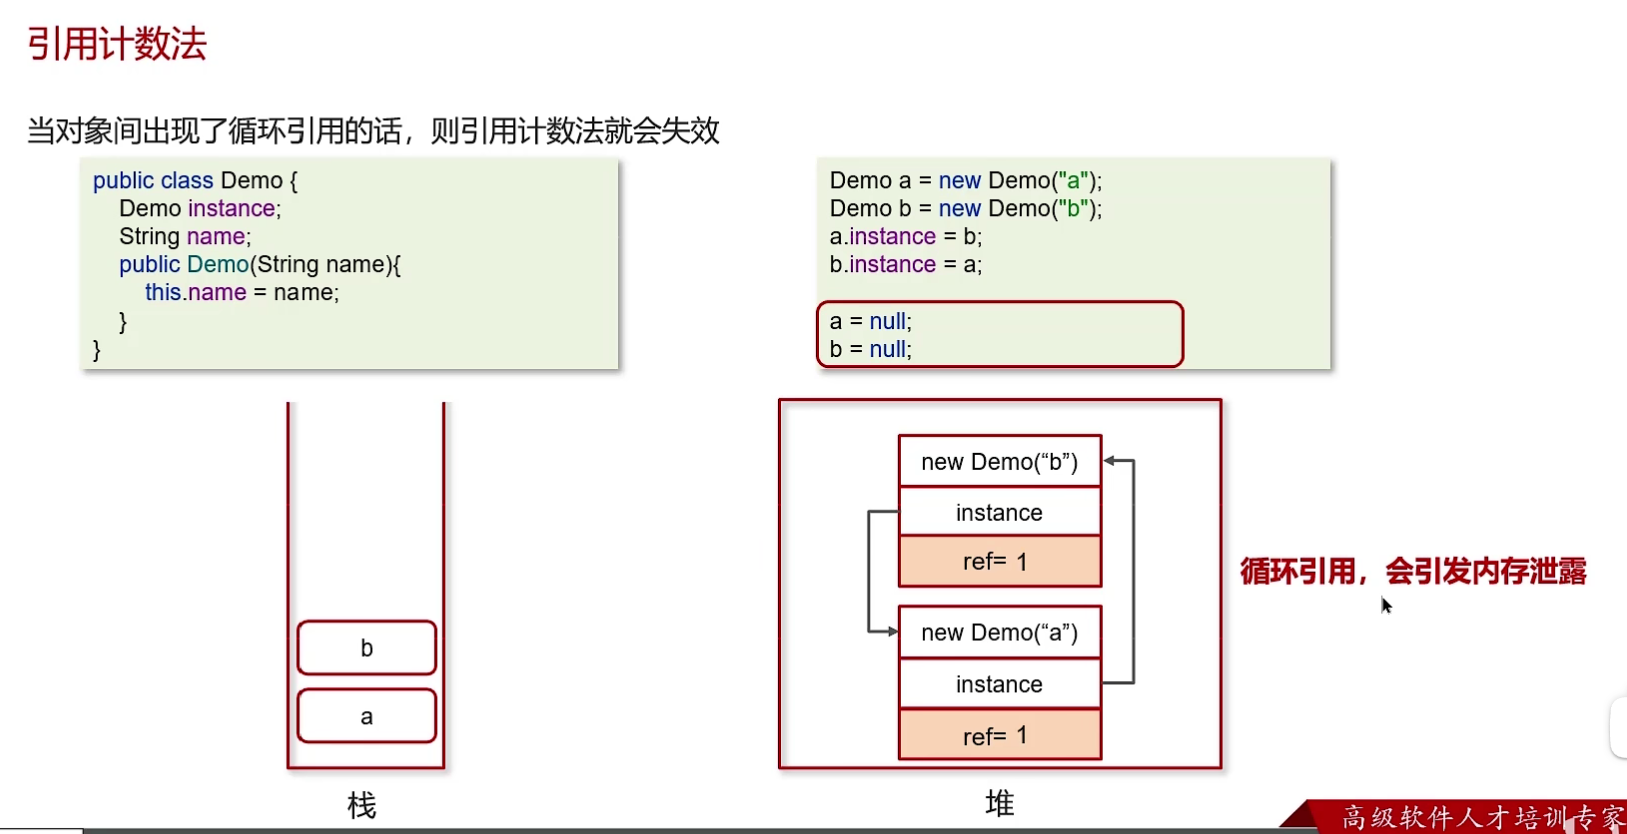 引用计数法
当对象间出现了循环引用的话，则引用计数法就会失效
public class Demo {
Demo instance;
String name;
public Demo(String name){
this.name = name;
}
}
Demo a = new Demo("a");
Demo b = new Demo("b");
a.instance = b;
b.instance = a;
a = null;
b = null;
b
a
栈
new Demo(“b”)
instance
ref= 1
new Demo(“a”)
instance
ref= 1
堆
循环引用，会引发内存泄露
高级软件人才培训专家